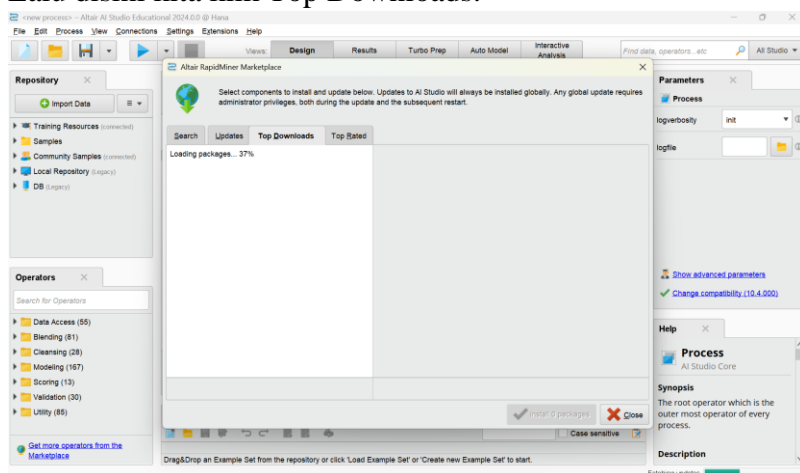 <new process> – Altair AI Studio Educational 2024.0.0 @ Hana
File Edit Process View Connections Settings Extensions Help
Views: Design Results Turbo Prep Auto Model Interactive Analysis
Find data, operators...etc
All Studio
Repository
Import Data
Training Resources (connected)
Samples
Community Samples (connected)
Local Repository (Legacy)
DB (Legacy)
Operators
Search for Operators
Data Access (55)
Blending (81)
Cleansing (28)
Modeling (167)
Scoring (13)
Validation (30)
Utility (85)
Get more operators from the
Marketplace
Altair RapidMiner Marketplace
Select components to install and update below. Updates to AI Studio will always be installed globally. Any global update requires
administrator privileges, both during the update and the subsequent restart.
Search Updates Top Downloads Top Rated
Loading packages... 37%
Install 0 packages
Close
Case sensitive
Drag&Drop an Example Set from the repository or click 'Load Example Set' or 'Create new Example Set' to start.
Parameters
Process
logverbosity init
logfile
Show advanced parameters
Change compatibility (10.4.000)
Help
Process
AI Studio Core
Synopsis
The root operator which is the
outer most operator of every
process.
Description